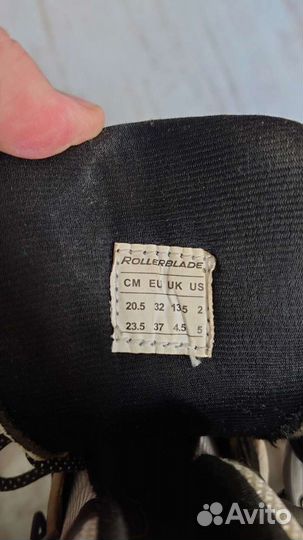 ROLLERBLADE
CM EU UK US
20.5 32 13.5 2
23.5 37 4.5 5
Avito